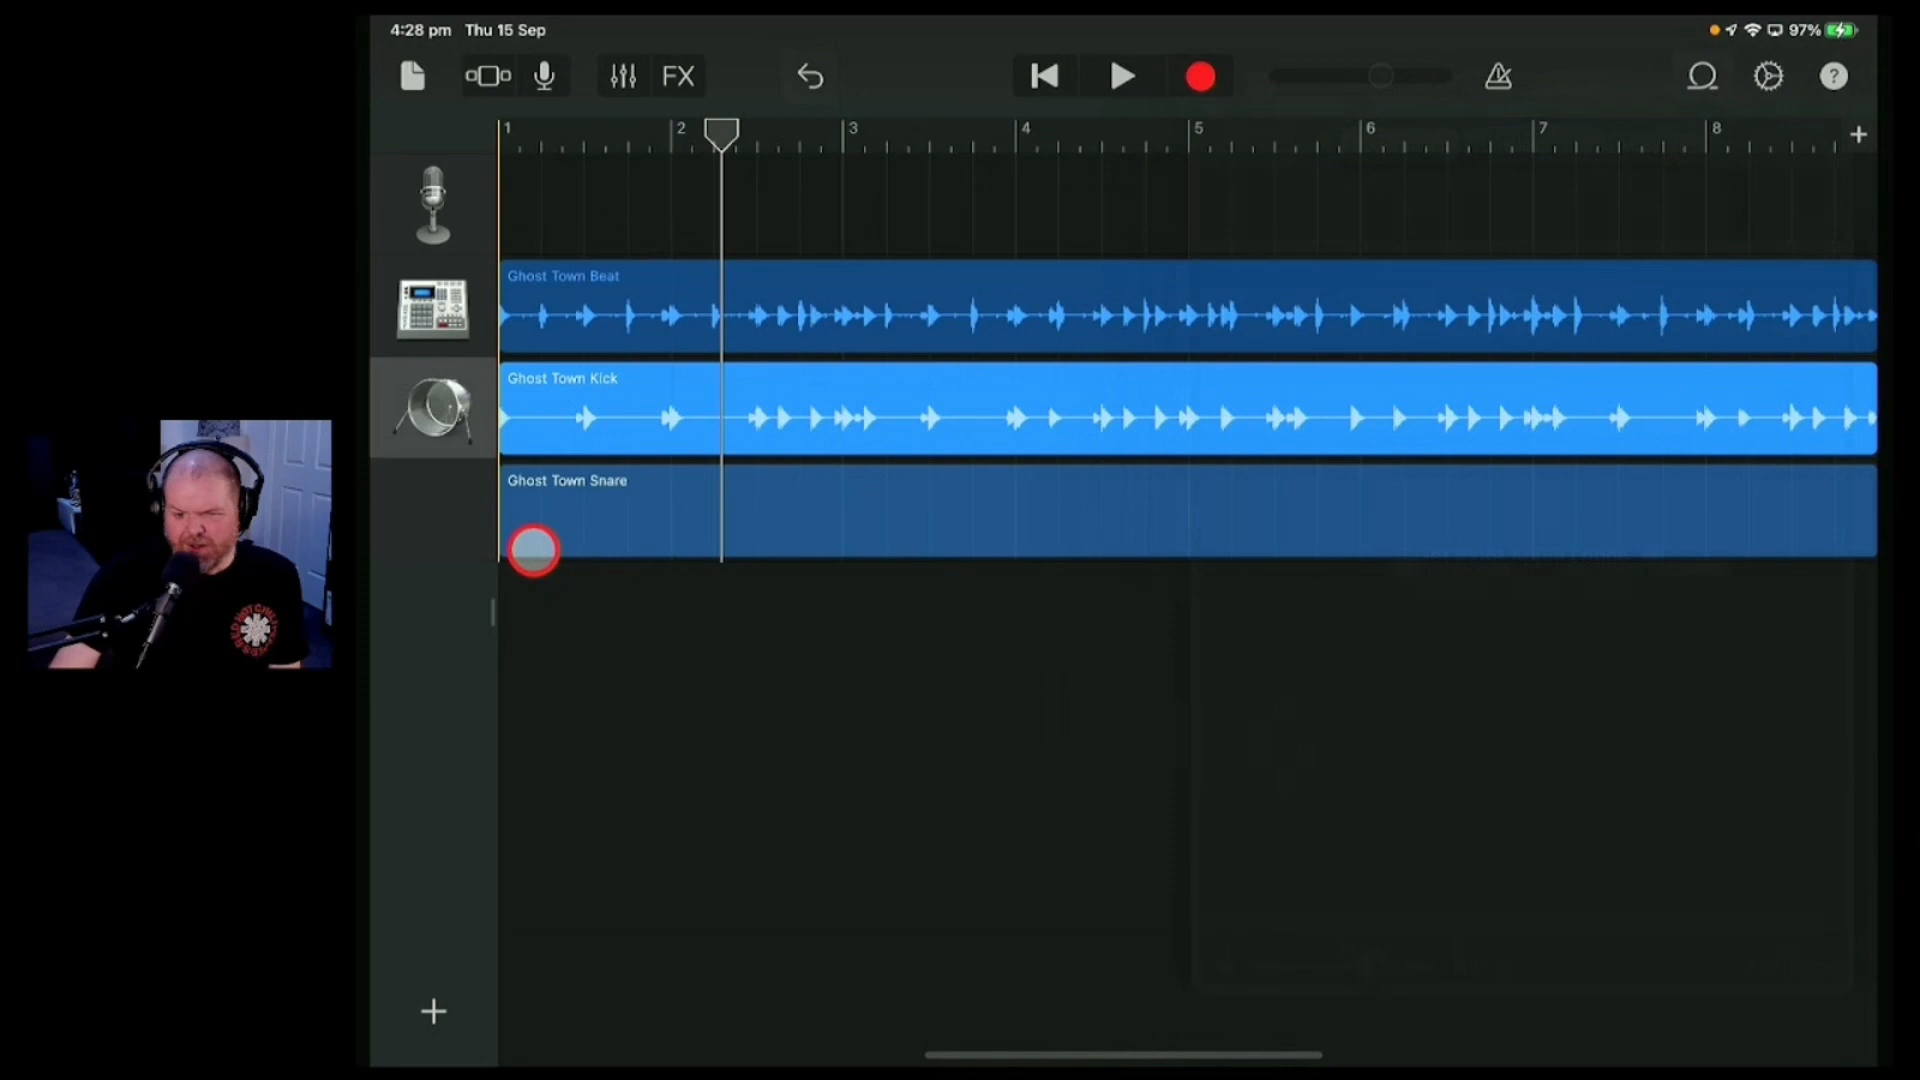 4:28 pm Thu 15 Sep
97%
FX
?
1 2 3 4 5 6 7 8
Ghost Town Beat
Ghost Town Kick
Ghost Town Snare